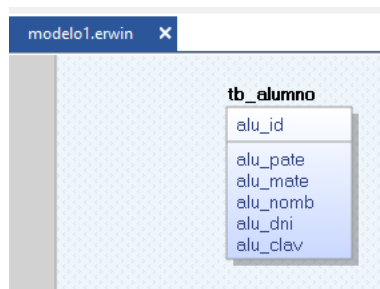 modelo1.erwin ×
tb_alumno
alu_id
alu_pate
alu_mate
alu_nomb
alu_dni
alu_clav